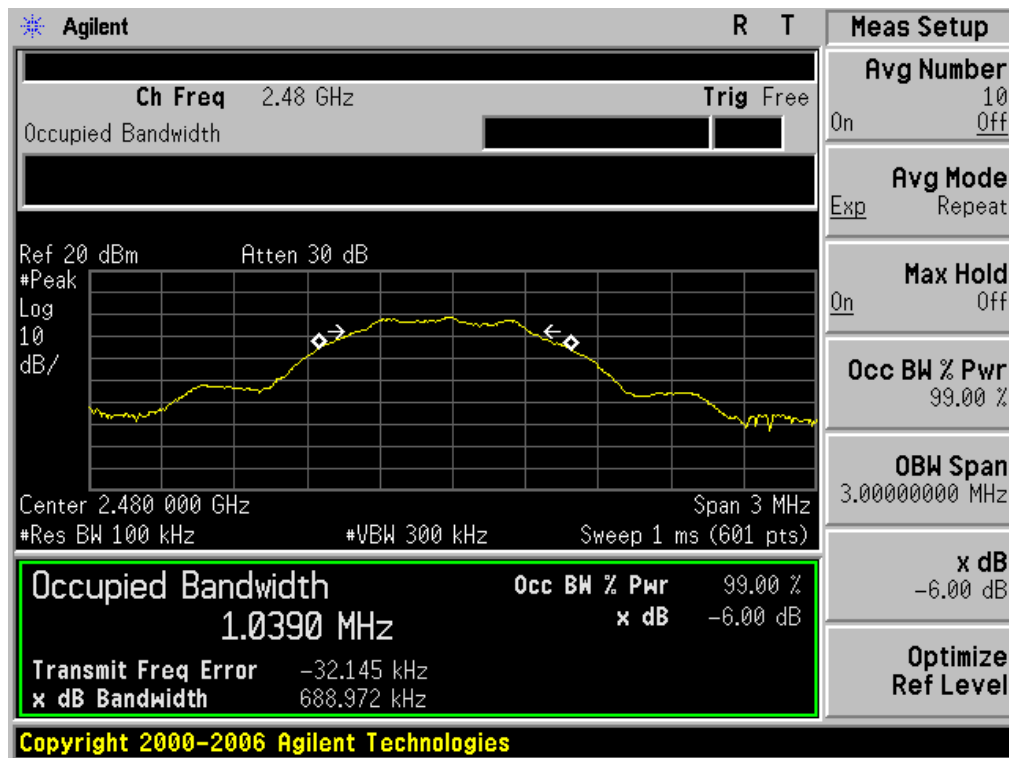 Agilent R T
Ch Freq 2.48 GHz Trig Free
Occupied Bandwidth
Ref 20 dBm Atten 30 dB
#Peak
Log
10
dB/
Center 2.480 000 GHz Span 3 MHz
#Res BW 100 kHz #VBW 300 kHz Sweep 1 ms (601 pts)
Occupied Bandwidth Occ BW % Pwr 99.00 %
1.0390 MHz x dB -6.00 dB
Transmit Freq Error -32.145 kHz
x dB Bandwidth 688.972 kHz
Copyright 2000-2006 Agilent Technologies
Meas Setup
Avg Number
10
On Off
Avg Mode
Exp Repeat
Max Hold
On Off
Occ BW % Pwr
99.00 %
OBW Span
3.00000000 MHz
x dB
-6.00 dB
Optimize
Ref Level